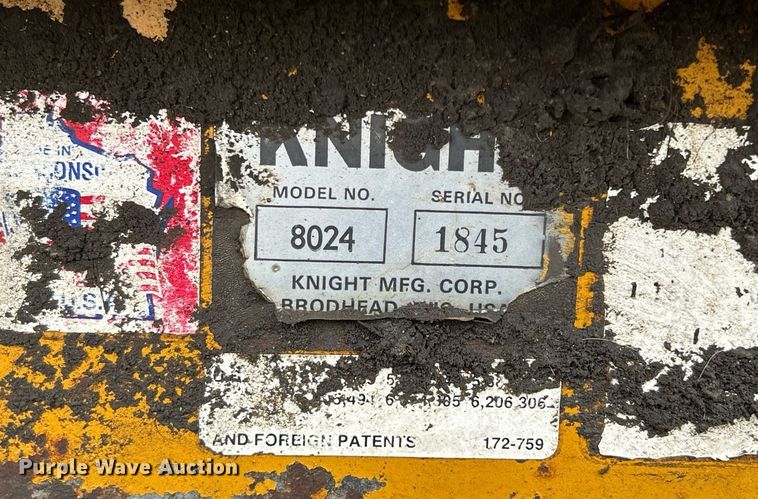 KNIGH
MODEL NO. SERIAL NO
8024 1845
KNIGHT MFG. CORP.
BRODHEAD
U.S.A.
6,206,306
AND FOREIGN PATENTS 172-759
Purple Wave Auction